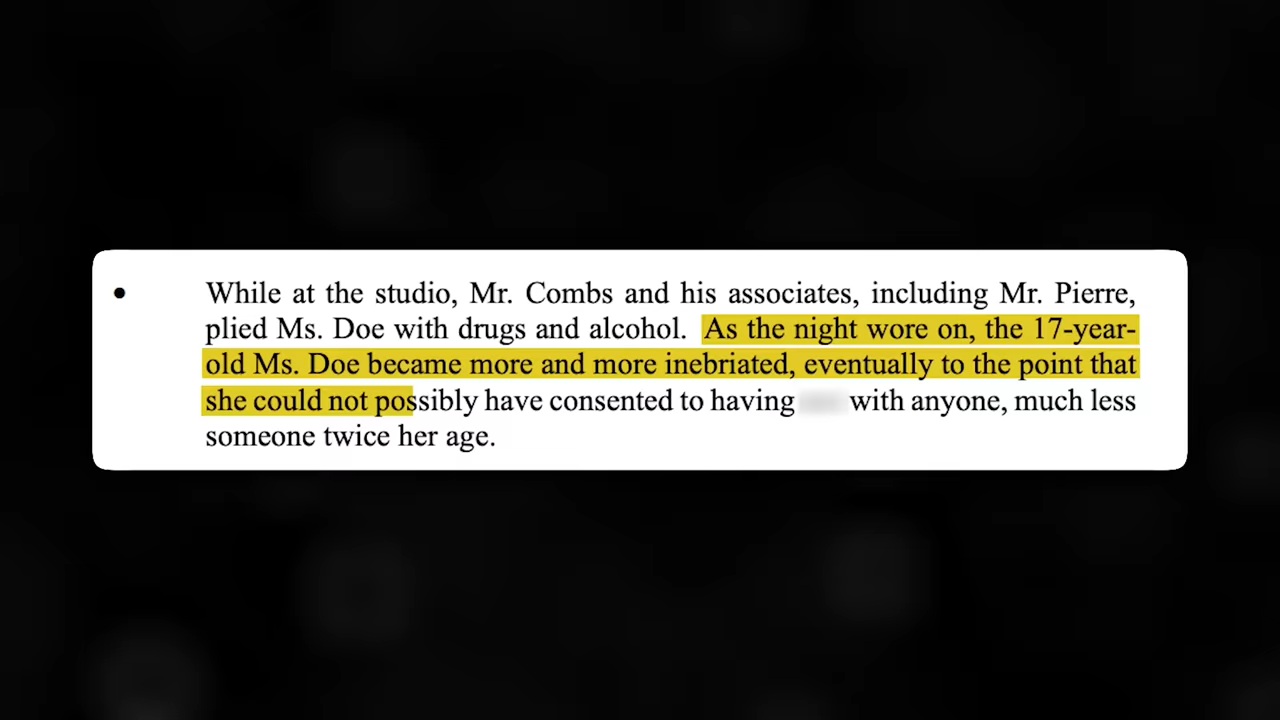 • While at the studio, Mr. Combs and his associates, including Mr. Pierre,
plied Ms. Doe with drugs and alcohol. As the night wore on, the 17-year-
old Ms. Doe became more and more inebriated, eventually to the point that
she could not possibly have consented to having with anyone, much less
someone twice her age.